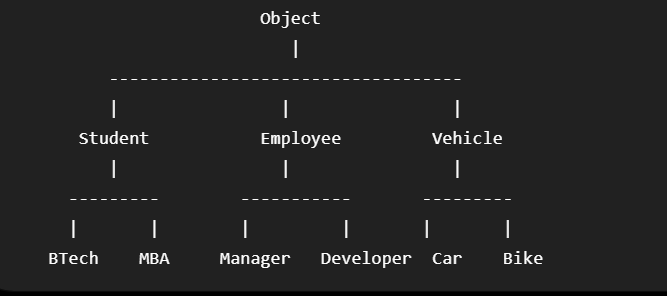 Object
|
-----------------------------------
| | |
Student Employee Vehicle
| | |
--------- ----------- ---------
| | | | | |
BTech MBA Manager Developer Car Bike